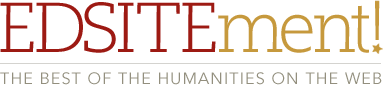 EDSITEment!
THE BEST OF THE HUMANITIES ON THE WEB